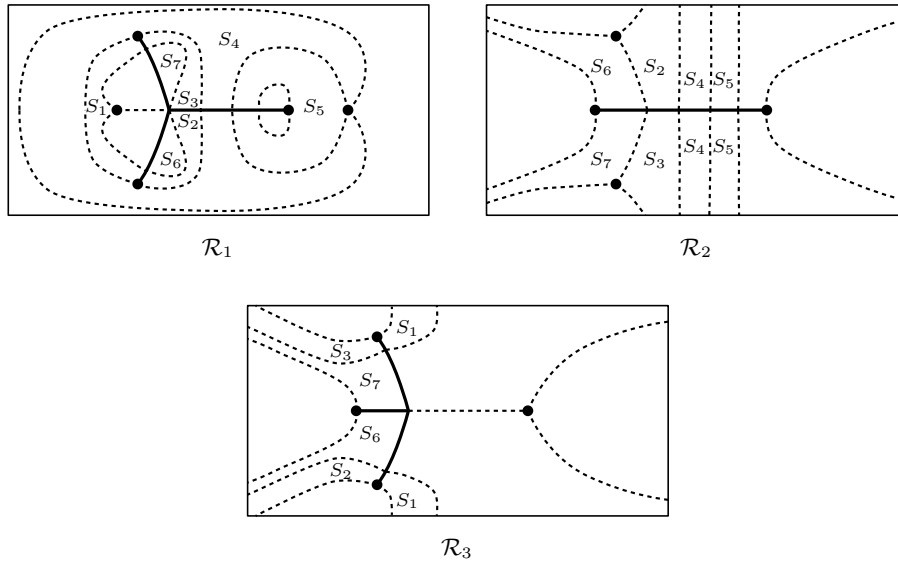 S₄
S₇
S₁ S₃ S₅
S₂
S₆
R₁
S₆ S₂
S₄ S₅
S₄ S₅
S₇ S₃
R₂
S₁
S₃
S₇
S₆
S₂
S₁
R₃